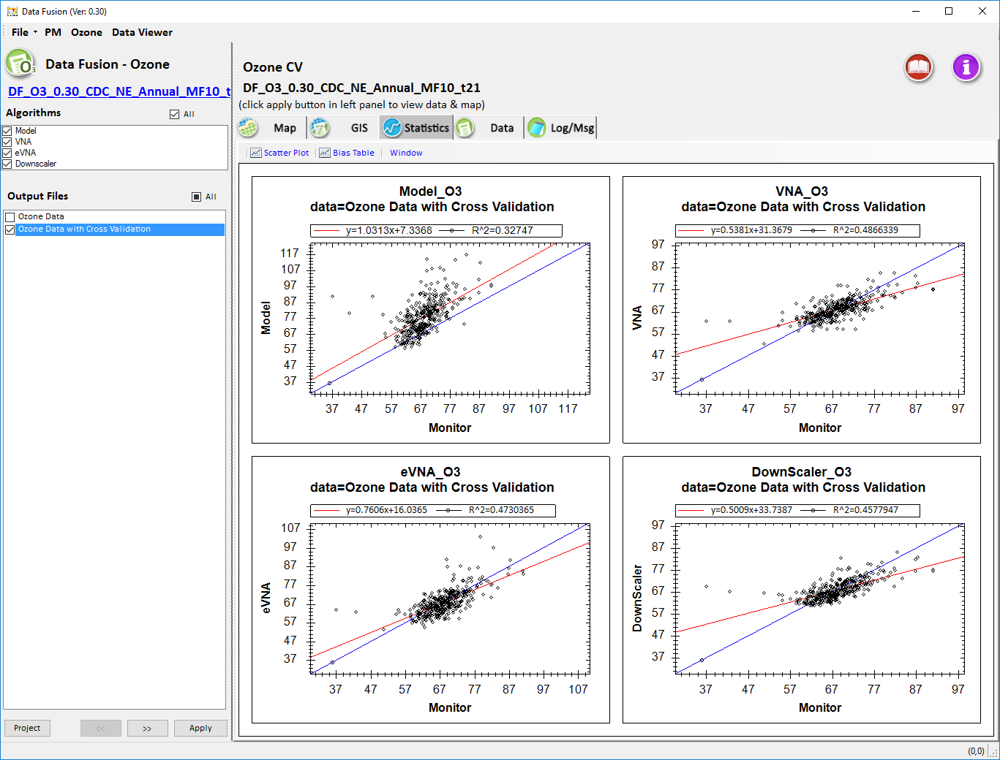 Data Fusion (Ver: 0.30)
File PM Ozone Data Viewer
Data Fusion - Ozone
DF_O3_0.30_CDC_NE_Annual_MF10_t
Algorithms
All
Model
VNA
eVNA
Downscaler
Output Files
All
Ozone Data
Ozone Data with Cross Validation
Project
<<
>>
Apply
Ozone CV
DF_O3_0.30_CDC_NE_Annual_MF10_t21
(click apply button in left panel to view data & map)
Map
GIS
Statistics
Data
Log/Msg
Scatter Plot
Bias Table
Window
Model_O3
data=Ozone Data with Cross Validation
y=1.0313x+7.3368 R^2=0.32747
117
107
97
87
77
67
57
47
37
Model
37 47 57 67 77 87 97 107 117
Monitor
VNA_O3
data=Ozone Data with Cross Validation
y=0.5381x+31.3679 R^2=0.4866339
97
87
77
67
57
47
37
VNA
37 47 57 67 77 87 97
Monitor
eVNA_O3
data=Ozone Data with Cross Validation
y=0.7606x+16.0365 R^2=0.4730365
107
97
87
77
67
57
47
37
eVNA
37 47 57 67 77 87 97 107
Monitor
DownScaler_O3
data=Ozone Data with Cross Validation
y=0.5009x+33.7387 R^2=0.4577947
97
87
77
67
57
47
37
DownScaler
37 47 57 67 77 87 97
Monitor
(0,0)